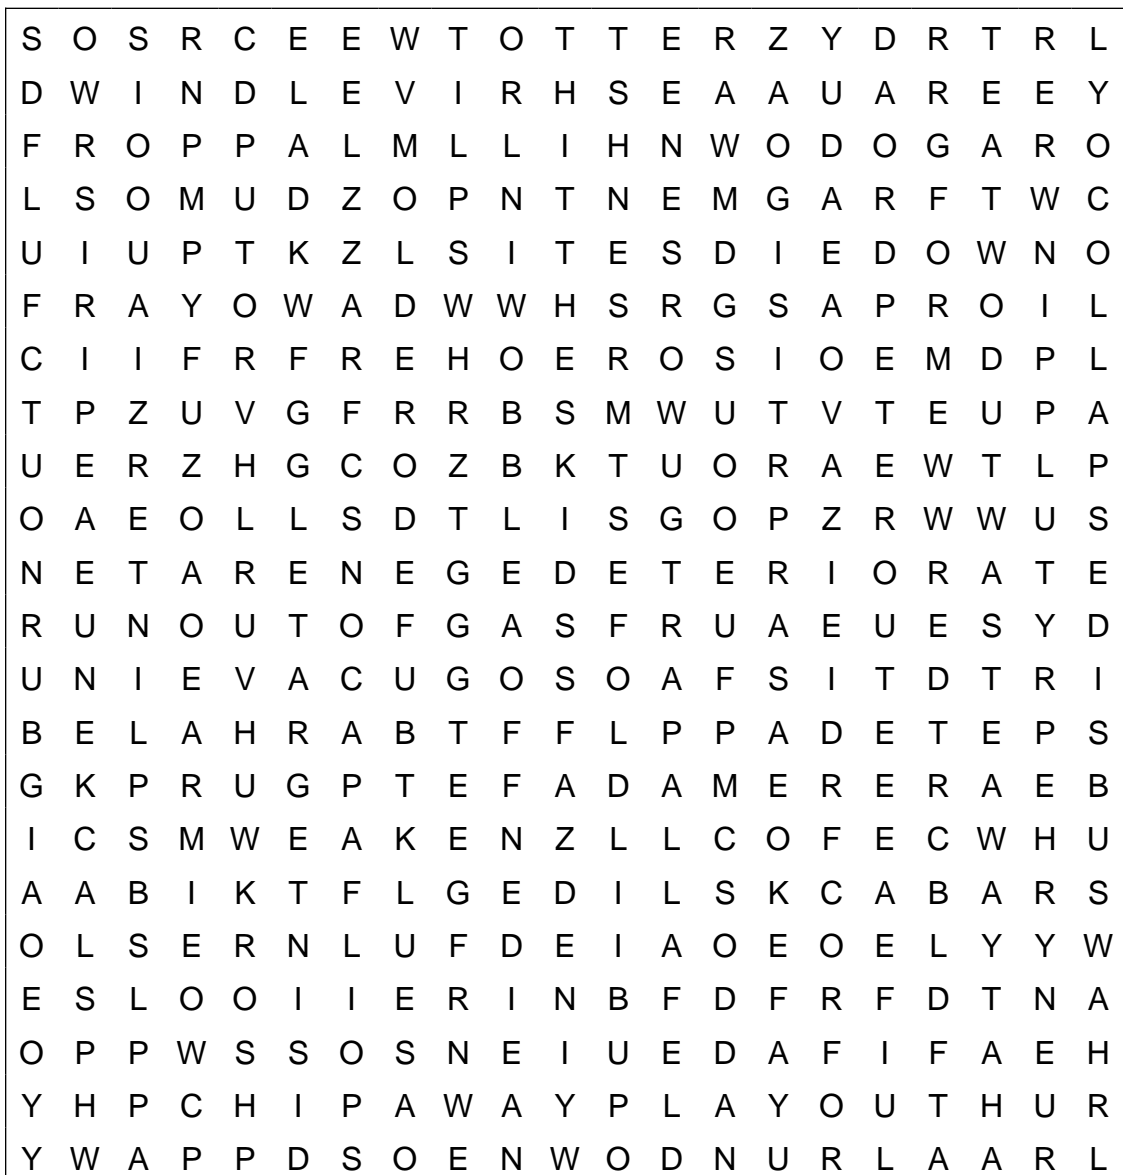 S O S R C E E W T O T T E R Z Y D R T R L
D W I N D L E V I R H S E A A U A R E E Y
F R O P P A L M L L I H N W O D O G A R O
L S O M U D Z O P N T N E M G A R F T W C
U I U P T K Z L S I T E S D I E D O W N O
F R A Y O W A D W W H S R G S A P R O I L
C I I F R F R E H O E R O S I O E M D P L
T P Z U V G F R R B S M W U T V T E U P A
U E R Z H G C O Z B K T U O R A E W T L P
O A E O L L S D T L I S G O P Z R W W U S
N E T A R E N E G E D E T E R I O R A T E
R U N O U T O F G A S F R U A E U E S Y D
U N I E V A C U G O S O A F S I T D T R I
B E L A H R A B T F F L P P A D E T E P S
G K P R U G P T E F A D A M E R E R A E B
I C S M W E A K E N Z L L C O F E C W H U
A A B I K T F L G E D I L S K C A B A R S
O L S E R N L U F D E I A O E O E L Y Y W
E S L O O I I E R I N B F D F R F D T N A
O P P W S S O S N E I U E D A F I F A E H
Y H P C H I P A W A Y P L A Y O U T H U R
Y W A P P D S O E N W O D N U R L A A R L